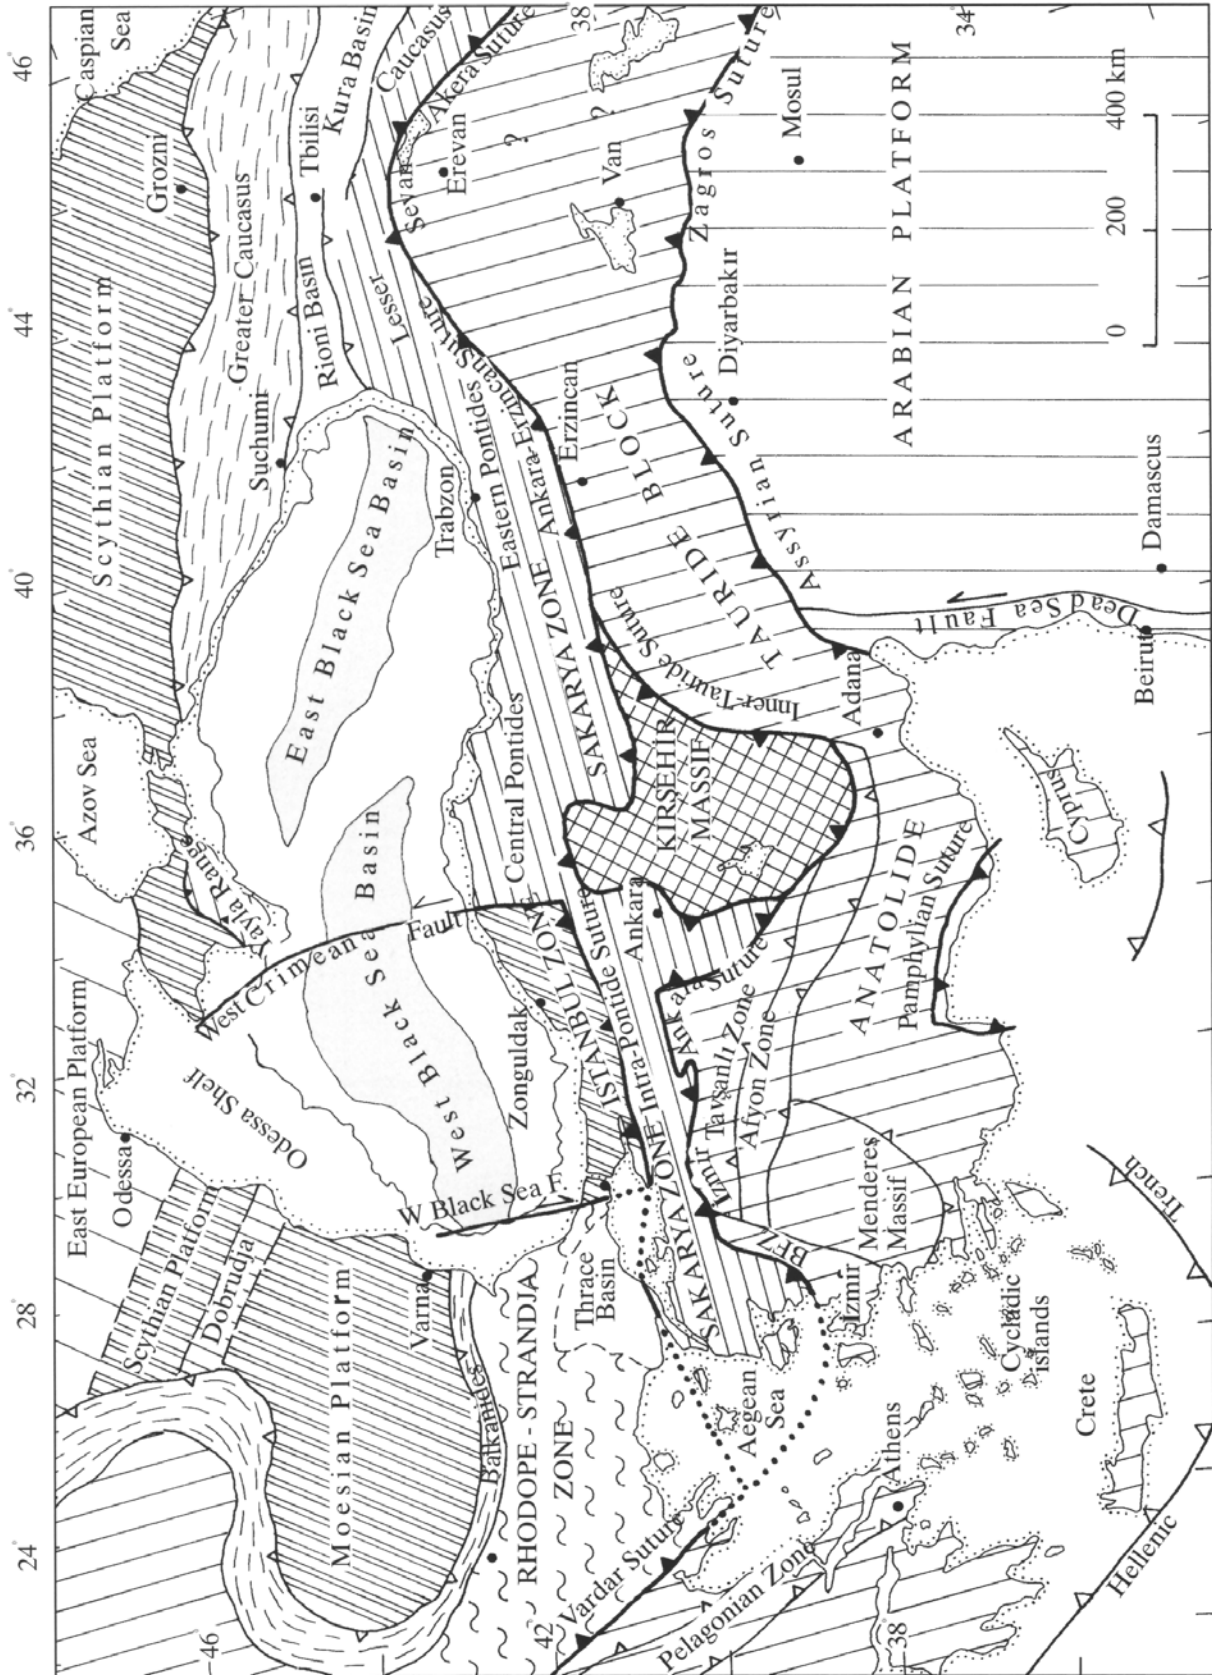 24°
28°
32°
36°
40°
44°
46°
East European Platform
Odessa
Azov Sea
Scythian Platform
Grozni
Caspian
Sea
Scythian Platform
Dobrudja
Odessa Shelf
Yayla Range
West Crimean
Fault
Suchumi
Greater Caucasus
Rioni Basin
Tbilisi
Kura Basin
46°
Moesian Platform
Varna
West Black Sea
Basin
East Black Sea Basin
Lesser
Caucasus
Balkanides
W Black Sea F.
Zonguldak
Trabzon
Eastern Pontides
Central Pontides
Sevan
Akera Suture
Erevan
?
RHODOPE - STRANDJA
ZONE
Thrace
Basin
ISTANBUL ZONE
SAKARYA ZONE
Ankara-Erzincan Suture
Erzincan
38°
42°
Vardar Suture
SAKARYA ZONE
SAKARYA ZONE
Intra-Pontide Suture
Ankara
KIRŞEHİR
MASSIF
Inner-Tauride Suture
TAURIDE BLOCK
Van
?
Aegean
Sea
BFZ
İzmir
Ankara Suture
Tavşanlı Zone
Afyon Zone
Assyrian Suture
Zagros Suture
Diyarbakır
Mosul
Pelagonian Zone
38°
Athens
İzmir
Menderes
Massif
ANATOLIDE
Pamphyllian Suture
Adana
ARABIAN PLATFORM
34°
Cycladic
islands
Cyprus
Dead Sea
Fault
Beirut
Damascus
Crete
Hellenic
Trench
0
200
400 km